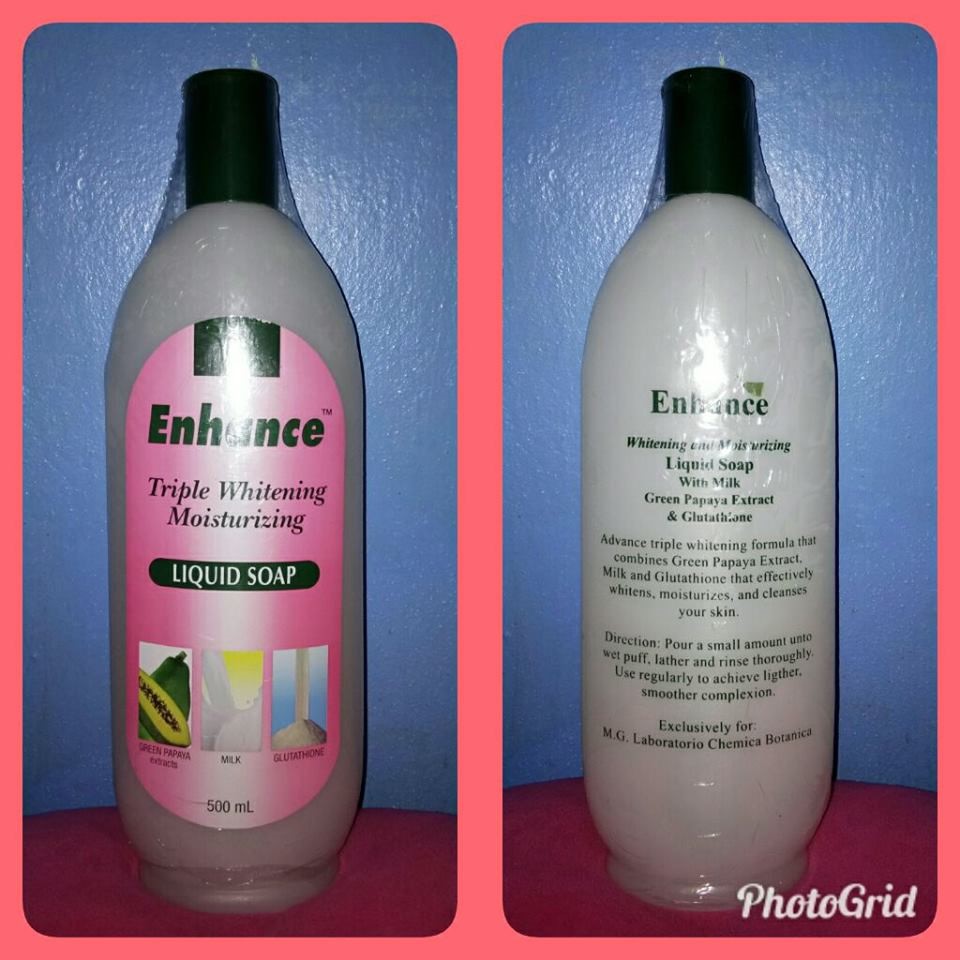 Enhance™
Triple Whitening
Moisturizing
LIQUID SOAP
GREEN PAPAYA
extracts
MILK
GLUTATHIONE
500 mL
Enhance
Whitening and Moisturizing
Liquid Soap
With Milk
Green Papaya Extract
& Glutathione
Advance triple whitening formula that
combines Green Papaya Extract,
Milk and Glutathione that effectively
whitens, moisturizes, and cleanses
your skin.
Direction: Pour a small amount unto
wet puff, lather and rinse thoroughly.
Use regularly to achieve ligther,
smoother complexion.
Exclusively for:
M.G. Laboratorio Chemica Botanica
PhotoGrid